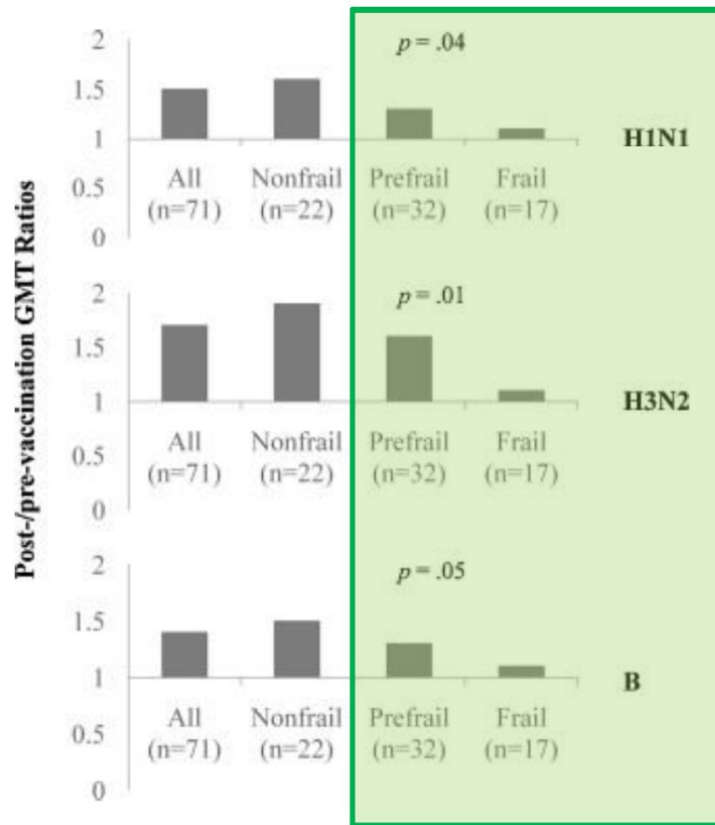 Post-/pre-vaccination GMT Ratios
2
1.5
1
0.5
0
p = .04
All
(n=71)
Nonfrail
(n=22)
Prefrail
(n=32)
Frail
(n=17)
H1N1
2
1.5
1
0.5
0
p = .01
All
(n=71)
Nonfrail
(n=22)
Prefrail
(n=32)
Frail
(n=17)
H3N2
2
1.5
1
0.5
0
p = .05
All
(n=71)
Nonfrail
(n=22)
Prefrail
(n=32)
Frail
(n=17)
B